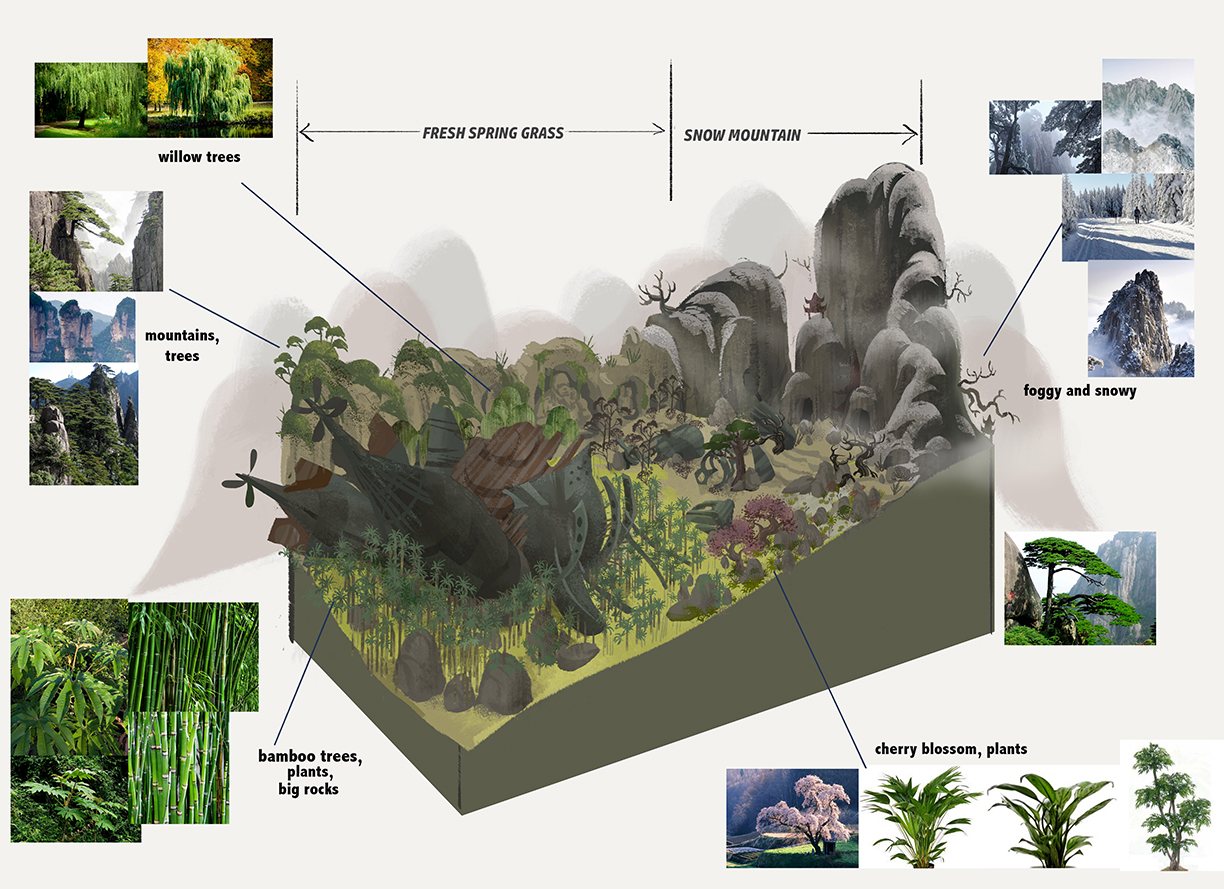 FRESH SPRING GRASS
SNOW MOUNTAIN
willow trees
mountains,
trees
foggy and snowy
bamboo trees,
plants,
big rocks
cherry blossom, plants